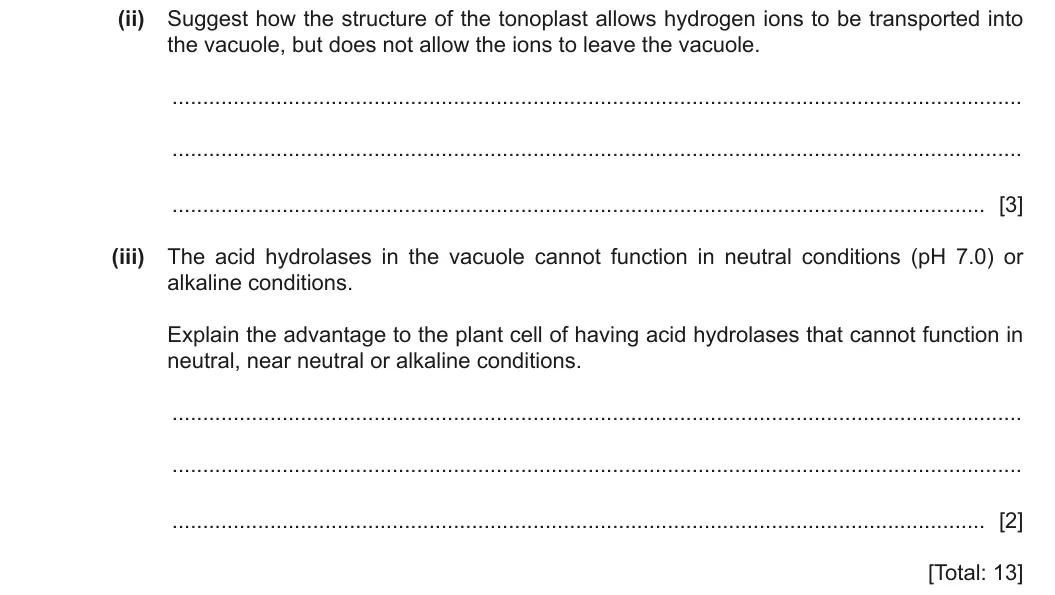 (ii) Suggest how the structure of the tonoplast allows hydrogen ions to be transported into
the vacuole, but does not allow the ions to leave the vacuole.
..........................................................................................................................................
..........................................................................................................................................
.................................................................................................................................... [3]
(iii) The acid hydrolases in the vacuole cannot function in neutral conditions (pH 7.0) or
alkaline conditions.
Explain the advantage to the plant cell of having acid hydrolases that cannot function in
neutral, near neutral or alkaline conditions.
..........................................................................................................................................
..........................................................................................................................................
.................................................................................................................................... [2]
[Total: 13]